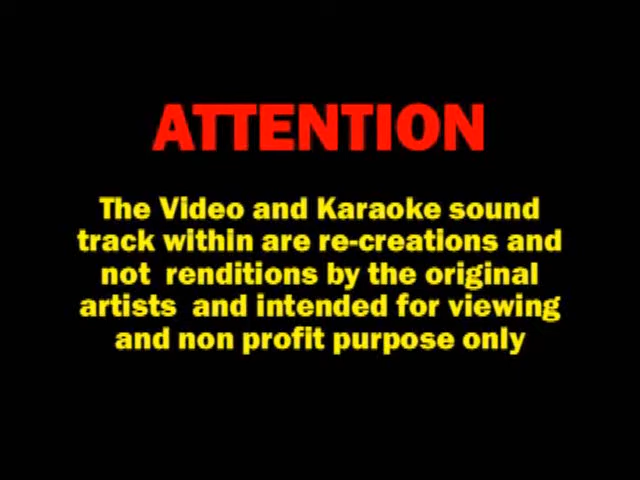 ATTENTION
The Video and Karaoke sound
track within are re-creations and
not  renditions by the original
artists  and intended for viewing
and non profit purpose only